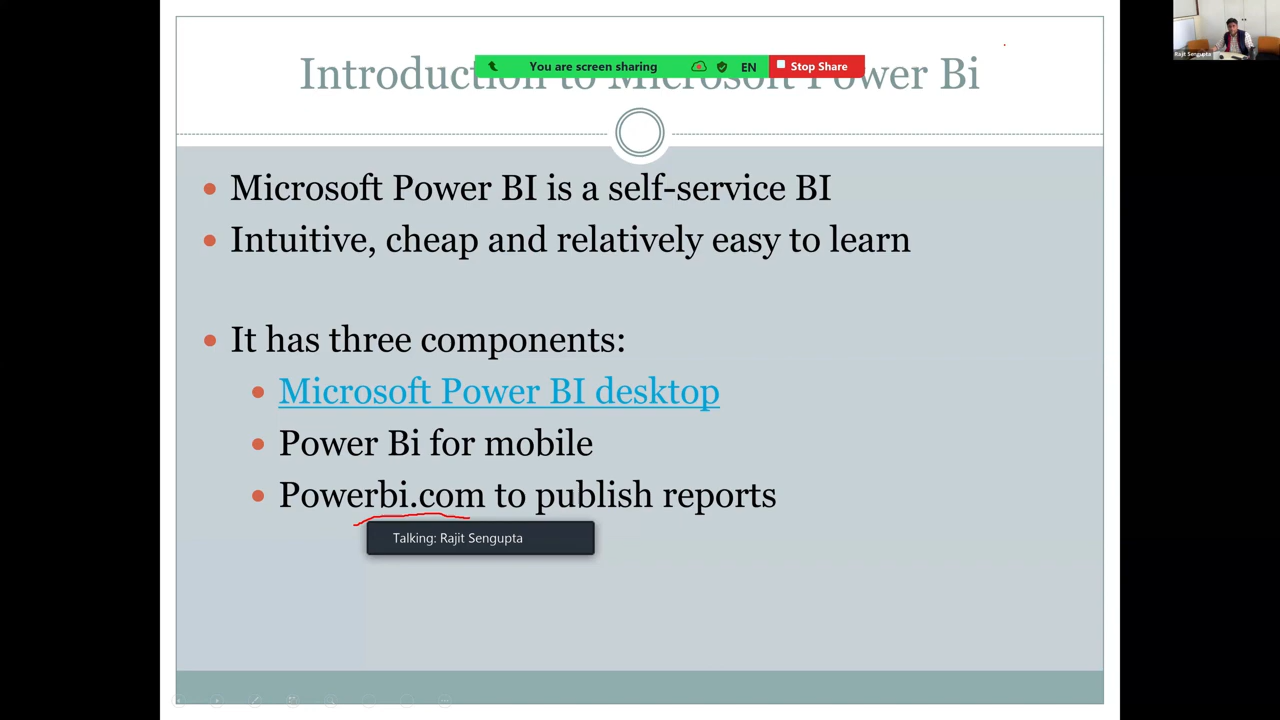 Introduction to Microsoft Power Bi
You are screen sharing
EN
Stop Share
Rajit Sengupta
Microsoft Power BI is a self-service BI
Intuitive, cheap and relatively easy to learn
It has three components:
Microsoft Power BI desktop
Power Bi for mobile
Powerbi.com to publish reports
Talking: Rajit Sengupta